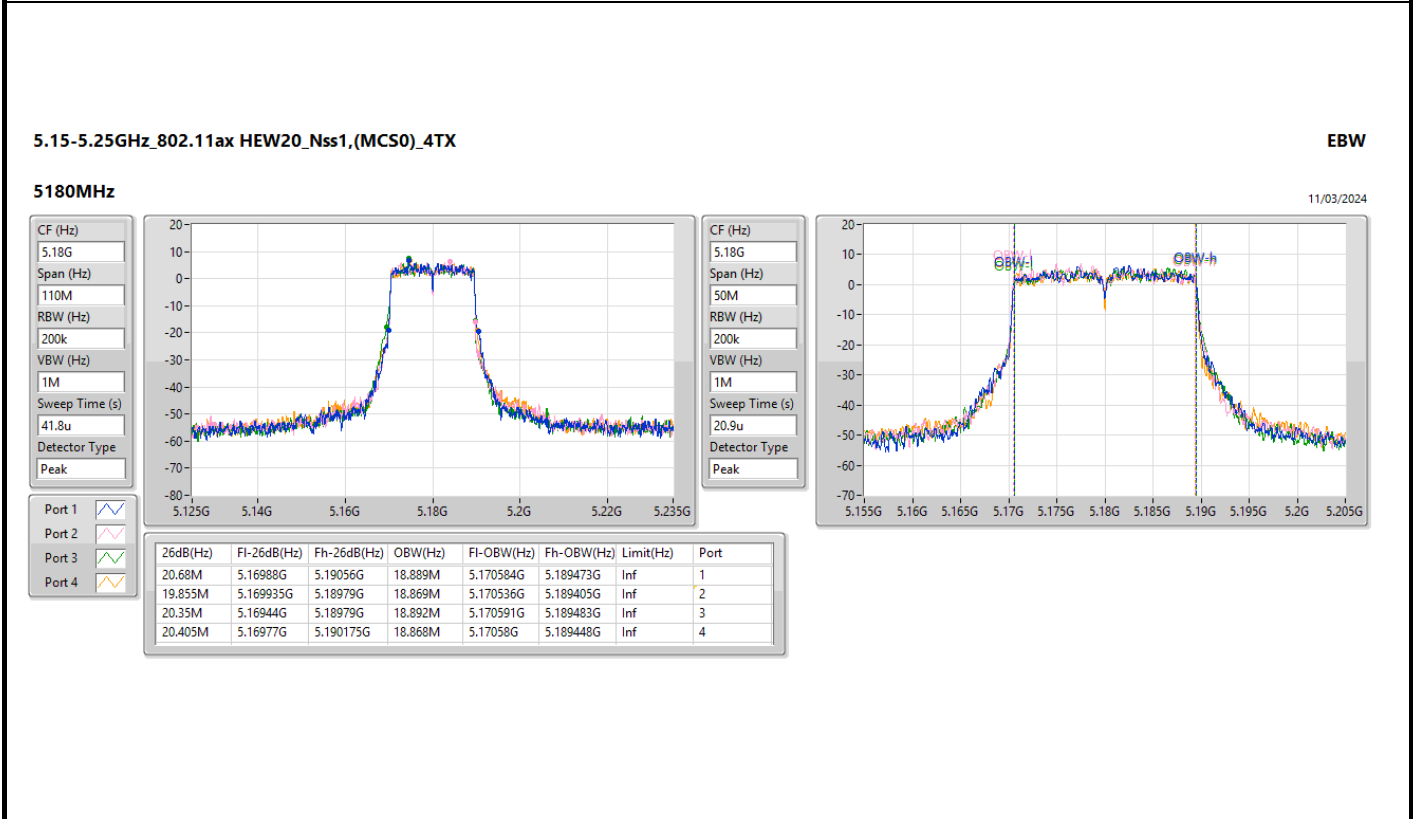 5.15-5.25GHz_802.11ax HEW20_Nss1,(MCS0)_4TX
EBW
5180MHz
11/03/2024
CF (Hz)
5.18G
Span (Hz)
110M
RBW (Hz)
200k
VBW (Hz)
1M
Sweep Time (s)
41.8u
Detector Type
Peak
20
10
0
-10
-20
-30
-40
-50
-60
-70
-80
5.125G 5.14G 5.16G 5.18G 5.2G 5.22G 5.235G
CF (Hz)
5.18G
Span (Hz)
50M
RBW (Hz)
200k
VBW (Hz)
1M
Sweep Time (s)
20.9u
Detector Type
Peak
20
10
0
-10
-20
-30
-40
-50
-60
-70
OBW-l
OBW-h
5.155G 5.16G 5.165G 5.17G 5.175G 5.18G 5.185G 5.19G 5.195G 5.2G 5.205G
Port 1
Port 2
Port 3
Port 4
26dB(Hz) Fl-26dB(Hz) Fh-26dB(Hz) OBW(Hz) Fl-OBW(Hz) Fh-OBW(Hz) Limit(Hz) Port
20.68M 5.16988G 5.19056G 18.889M 5.170584G 5.189473G Inf 1
19.855M 5.169935G 5.18979G 18.869M 5.170536G 5.189405G Inf 2
20.35M 5.16944G 5.18979G 18.892M 5.170591G 5.189483G Inf 3
20.405M 5.16977G 5.190175G 18.868M 5.17058G 5.189448G Inf 4